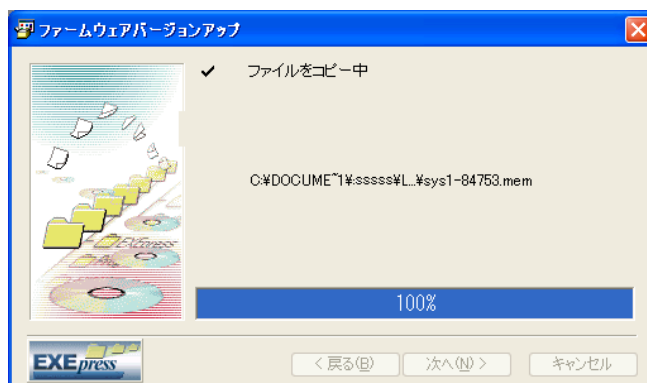 ファームウェアバージョンアップ
✓ ファイルをコピー中
C:¥DOCUME~1¥:sssss¥L...¥sys1-84753.mem
100%
EXEpress
EXEpress
< 戻る(B) 次へ(N) > キャンセル